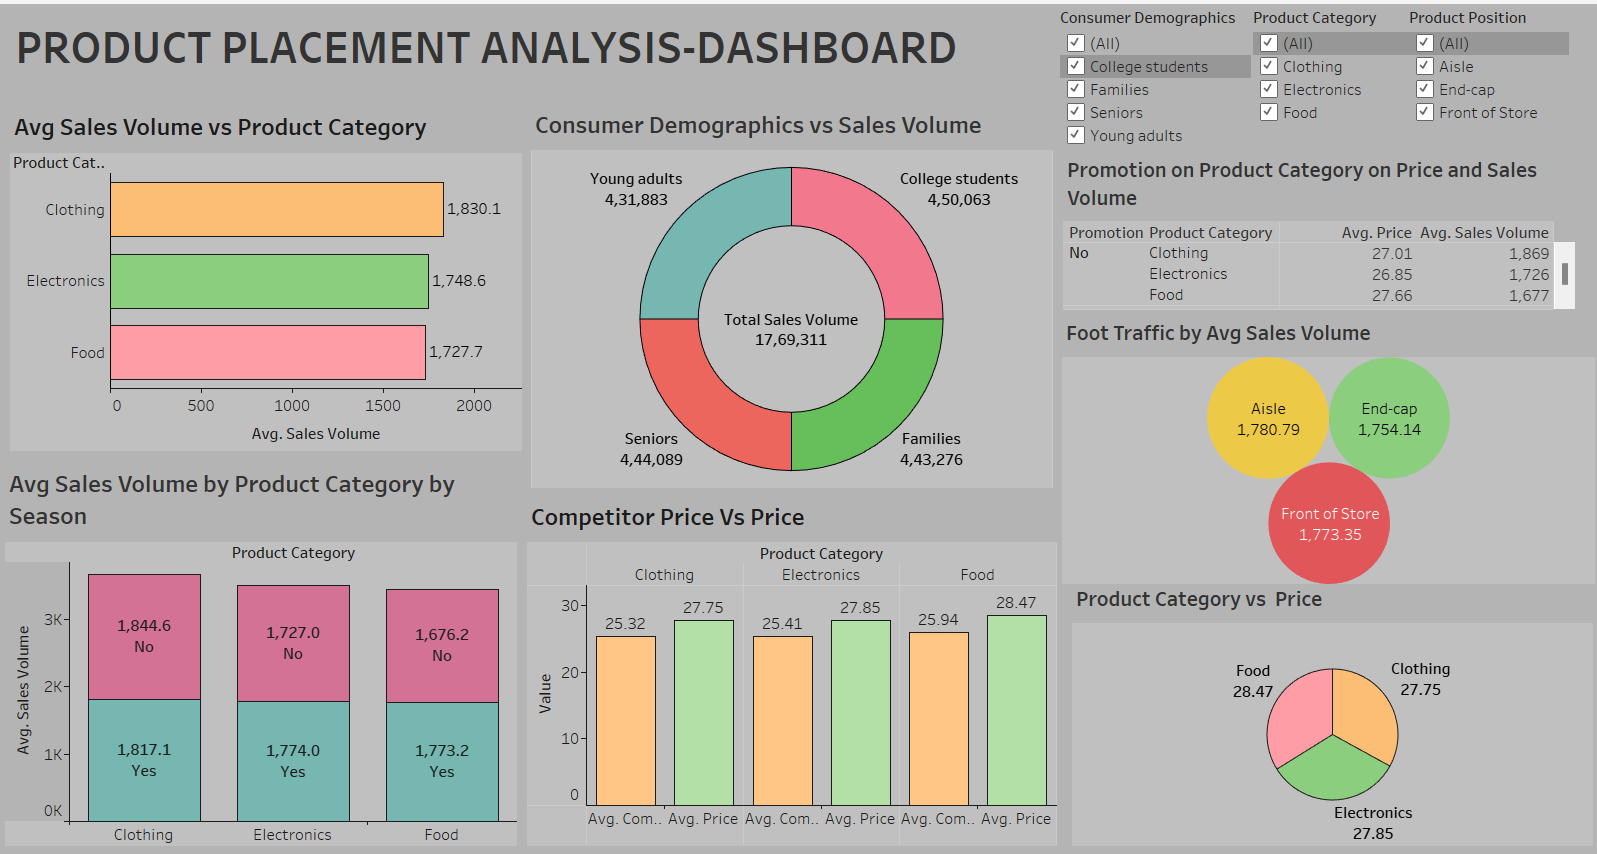 PRODUCT PLACEMENT ANALYSIS-DASHBOARD
Consumer Demographics
(All)
College students
Families
Seniors
Young adults
Product Category
(All)
Clothing
Electronics
Food
Product Position
(All)
Aisle
End-cap
Front of Store
Avg Sales Volume vs Product Category
Product Cat..
Clothing
1,830.1
Electronics
1,748.6
Food
1,727.7
0 500 1000 1500 2000
Avg. Sales Volume
Consumer Demographics vs Sales Volume
Young adults
4,31,883
College students
4,50,063
Total Sales Volume
17,69,311
Seniors
4,44,089
Families
4,43,276
Promotion on Product Category on Price and Sales
Volume
Promotion Product Category Avg. Price Avg. Sales Volume
No Clothing 27.01 1,869
Electronics 26.85 1,726
Food 27.66 1,677
Foot Traffic by Avg Sales Volume
Aisle
1,780.79
End-cap
1,754.14
Front of Store
1,773.35
Avg Sales Volume by Product Category by
Season
Product Category
Avg. Sales Volume
3K
2K
1K
0K
1,844.6
No
1,727.0
No
1,676.2
No
1,817.1
Yes
1,774.0
Yes
1,773.2
Yes
Clothing Electronics Food
Competitor Price Vs Price
Product Category
Clothing Electronics Food
Value
30
20
10
0
25.32 27.75 25.41 27.85 25.94 28.47
Avg. Com.. Avg. Price Avg. Com.. Avg. Price Avg. Com.. Avg. Price
Product Category vs Price
Food
28.47
Clothing
27.75
Electronics
27.85